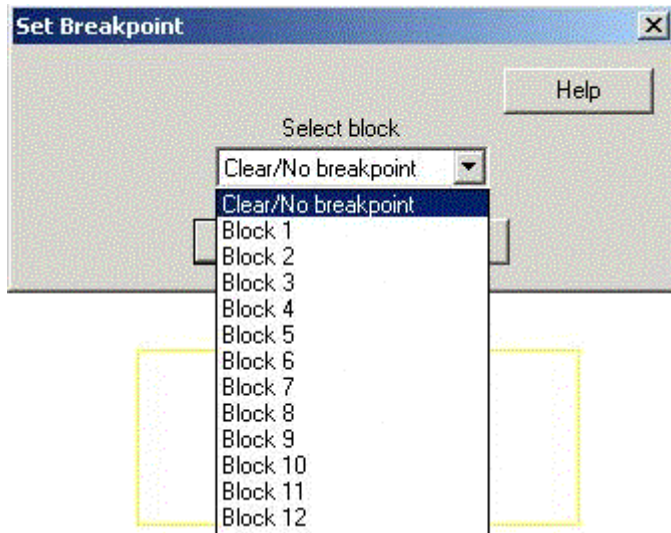 Set Breakpoint
Help
Select block
Clear/No breakpoint
Clear/No breakpoint
Block 1
Block 2
Block 3
Block 4
Block 5
Block 6
Block 7
Block 8
Block 9
Block 10
Block 11
Block 12